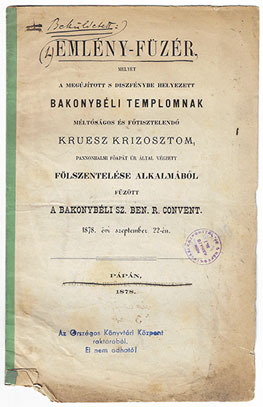 Beküldetett.
EMLÉNY-FÜZÉR,
MELYET
A MEGÚJÍTOTT S DISZFÉNYBE HELYEZETT
BAKONYBÉLI TEMPLOMNAK
MÉLTÓSÁGOS ÉS FŐTISZTELENDŐ
KRUESZ KRIZOSZTOM,
PANNONHALMI FŐAPÁT ÚR ÁLTAL VÉGZETT
FÖLSZENTELÉSE ALKALMÁBÓL
FÜZÖTT
A BAKONYBÉLI SZ. BEN. R. CONVENT.
1878. évi szeptember 22-én.
PÁPÁN,
1878.
Az Országos Könyvtári Központ
raktárából.
El nem adható!